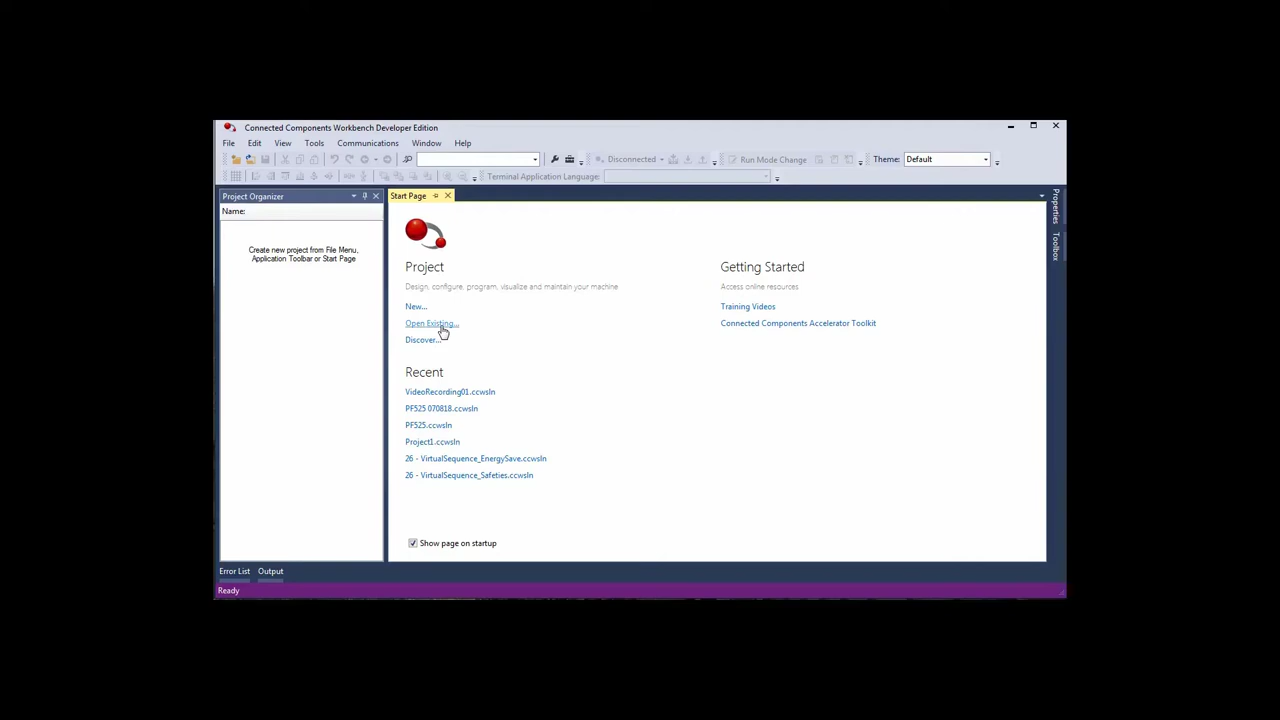 Connected Components Workbench Developer Edition
File Edit View Tools Communications Window Help
Disconnected Run Mode Change Theme: Default
Terminal Application Language:
Project Organizer
Name:
Create new project from File Menu,
Application Toolbar or Start Page
Start Page
Project
Design, configure, program, visualize and maintain your machine
New...
Open Existing...
Discover...
Recent
VideoRecording01.ccwsln
PF525 070818.ccwsln
PF525.ccwsln
Project1.ccwsln
26 - VirtualSequence_EnergySave.ccwsln
26 - VirtualSequence_Safeties.ccwsln
Show page on startup
Getting Started
Access online resources
Training Videos
Connected Components Accelerator Toolkit
Properties
Toolbox
Error List Output
Ready